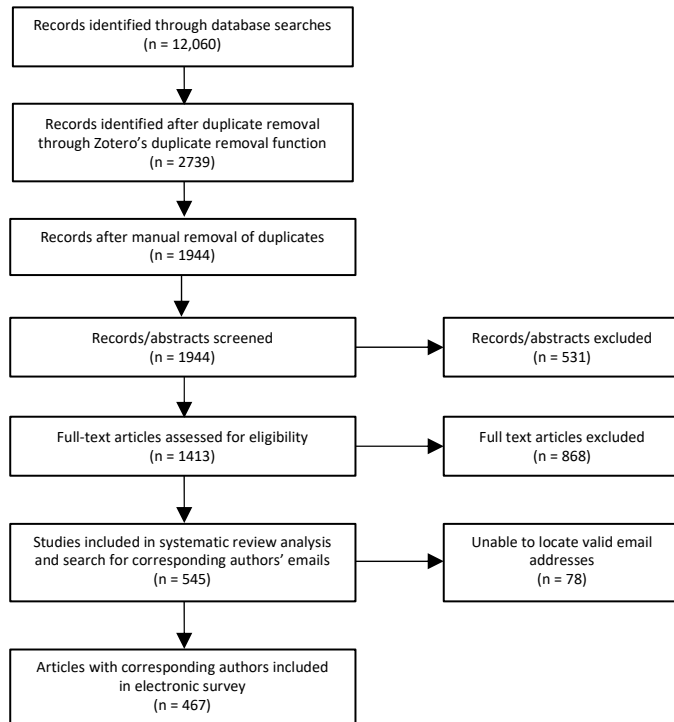 Records identified through database searches
(n = 12,060)
Records identified after duplicate removal
through Zotero's duplicate removal function
(n = 2739)
Records after manual removal of duplicates
(n = 1944)
Records/abstracts screened
(n = 1944)
Records/abstracts excluded
(n = 531)
Full-text articles assessed for eligibility
(n = 1413)
Full text articles excluded
(n = 868)
Studies included in systematic review analysis
and search for corresponding authors' emails
(n = 545)
Unable to locate valid email
addresses
(n = 78)
Articles with corresponding authors included
in electronic survey
(n = 467)